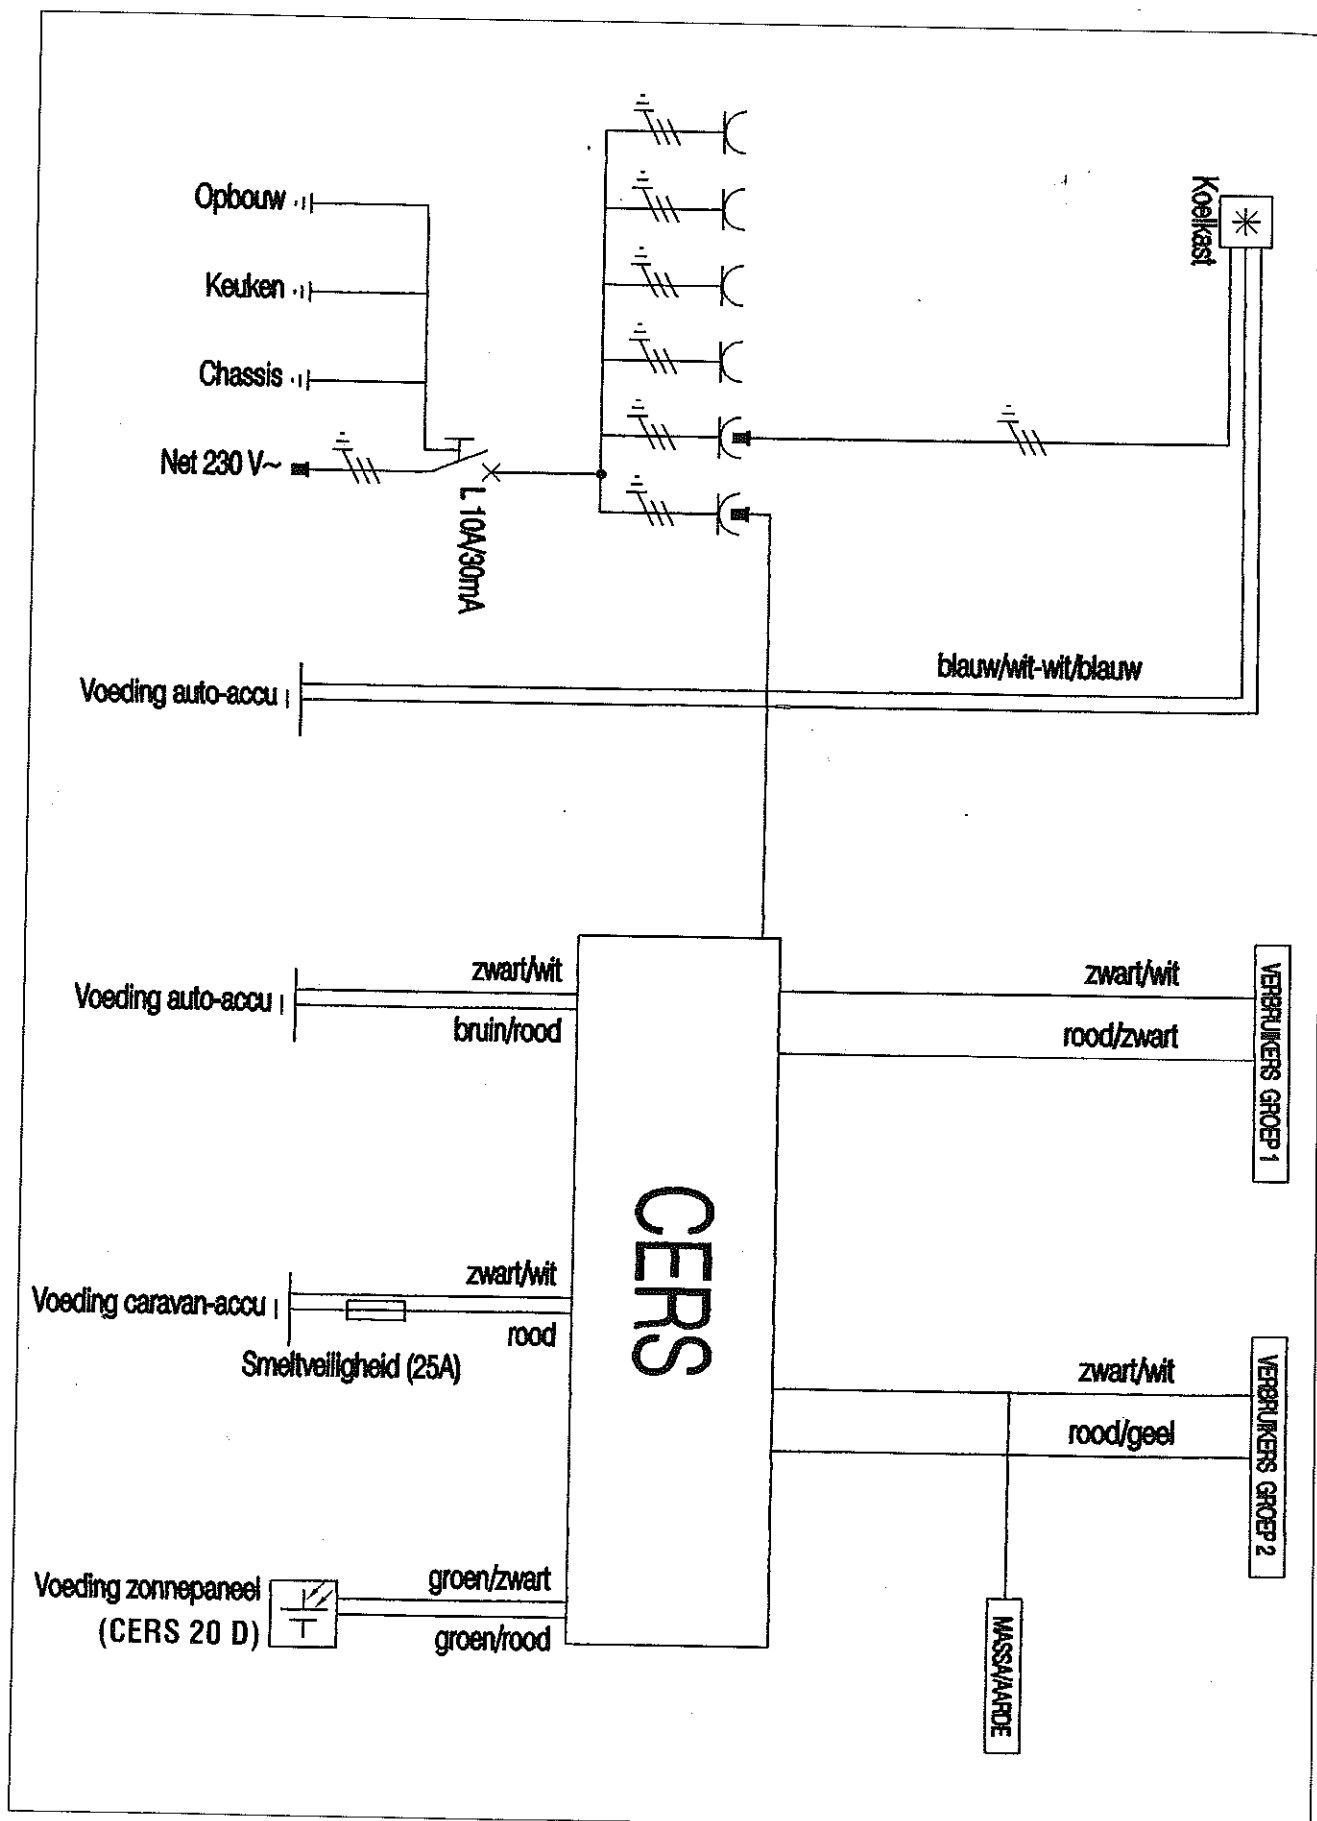 Opbouw
Keuken
Chassis
Net 230 V~
L 10A/30mA
Koelkast
blauw/wit-wit/blauw
Voeding auto-accu
zwart/wit
Voeding auto-accu
bruin/rood
zwart/wit
rood/zwart
VERBRUIKERS GROEP 1
CERS
zwart/wit
Voeding caravan-accu
rood
Smeltveiligheid (25A)
zwart/wit
rood/geel
VERBRUIKERS GROEP 2
groen/zwart
Voeding zonnepaneel
(CERS 20 D)
groen/rood
MASSA/AARDE